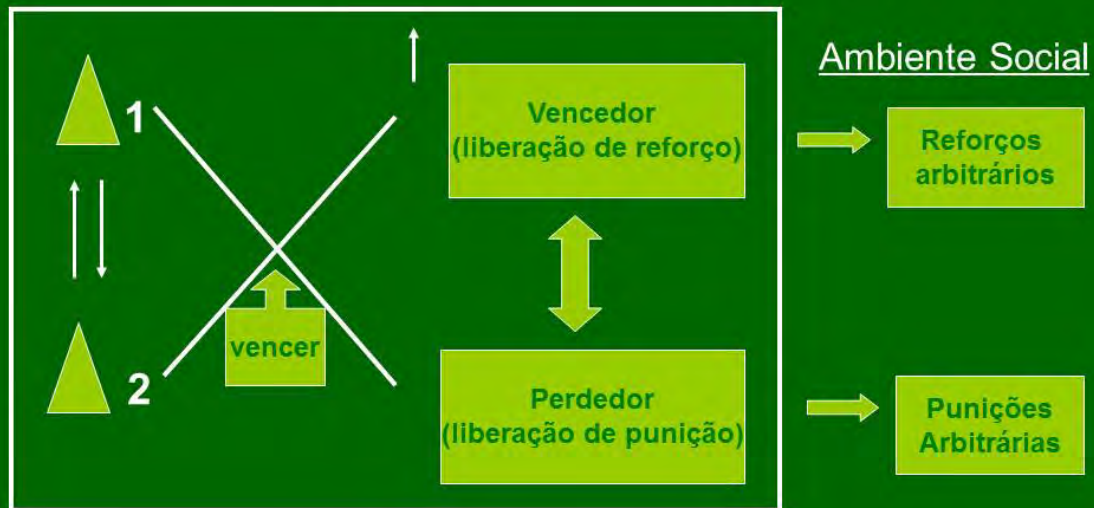 1
2
vencer
Vencedor
(liberação de reforço)
Perdedor
(liberação de punição)
Ambiente Social
Reforços
arbitrários
Punições
Arbitrárias